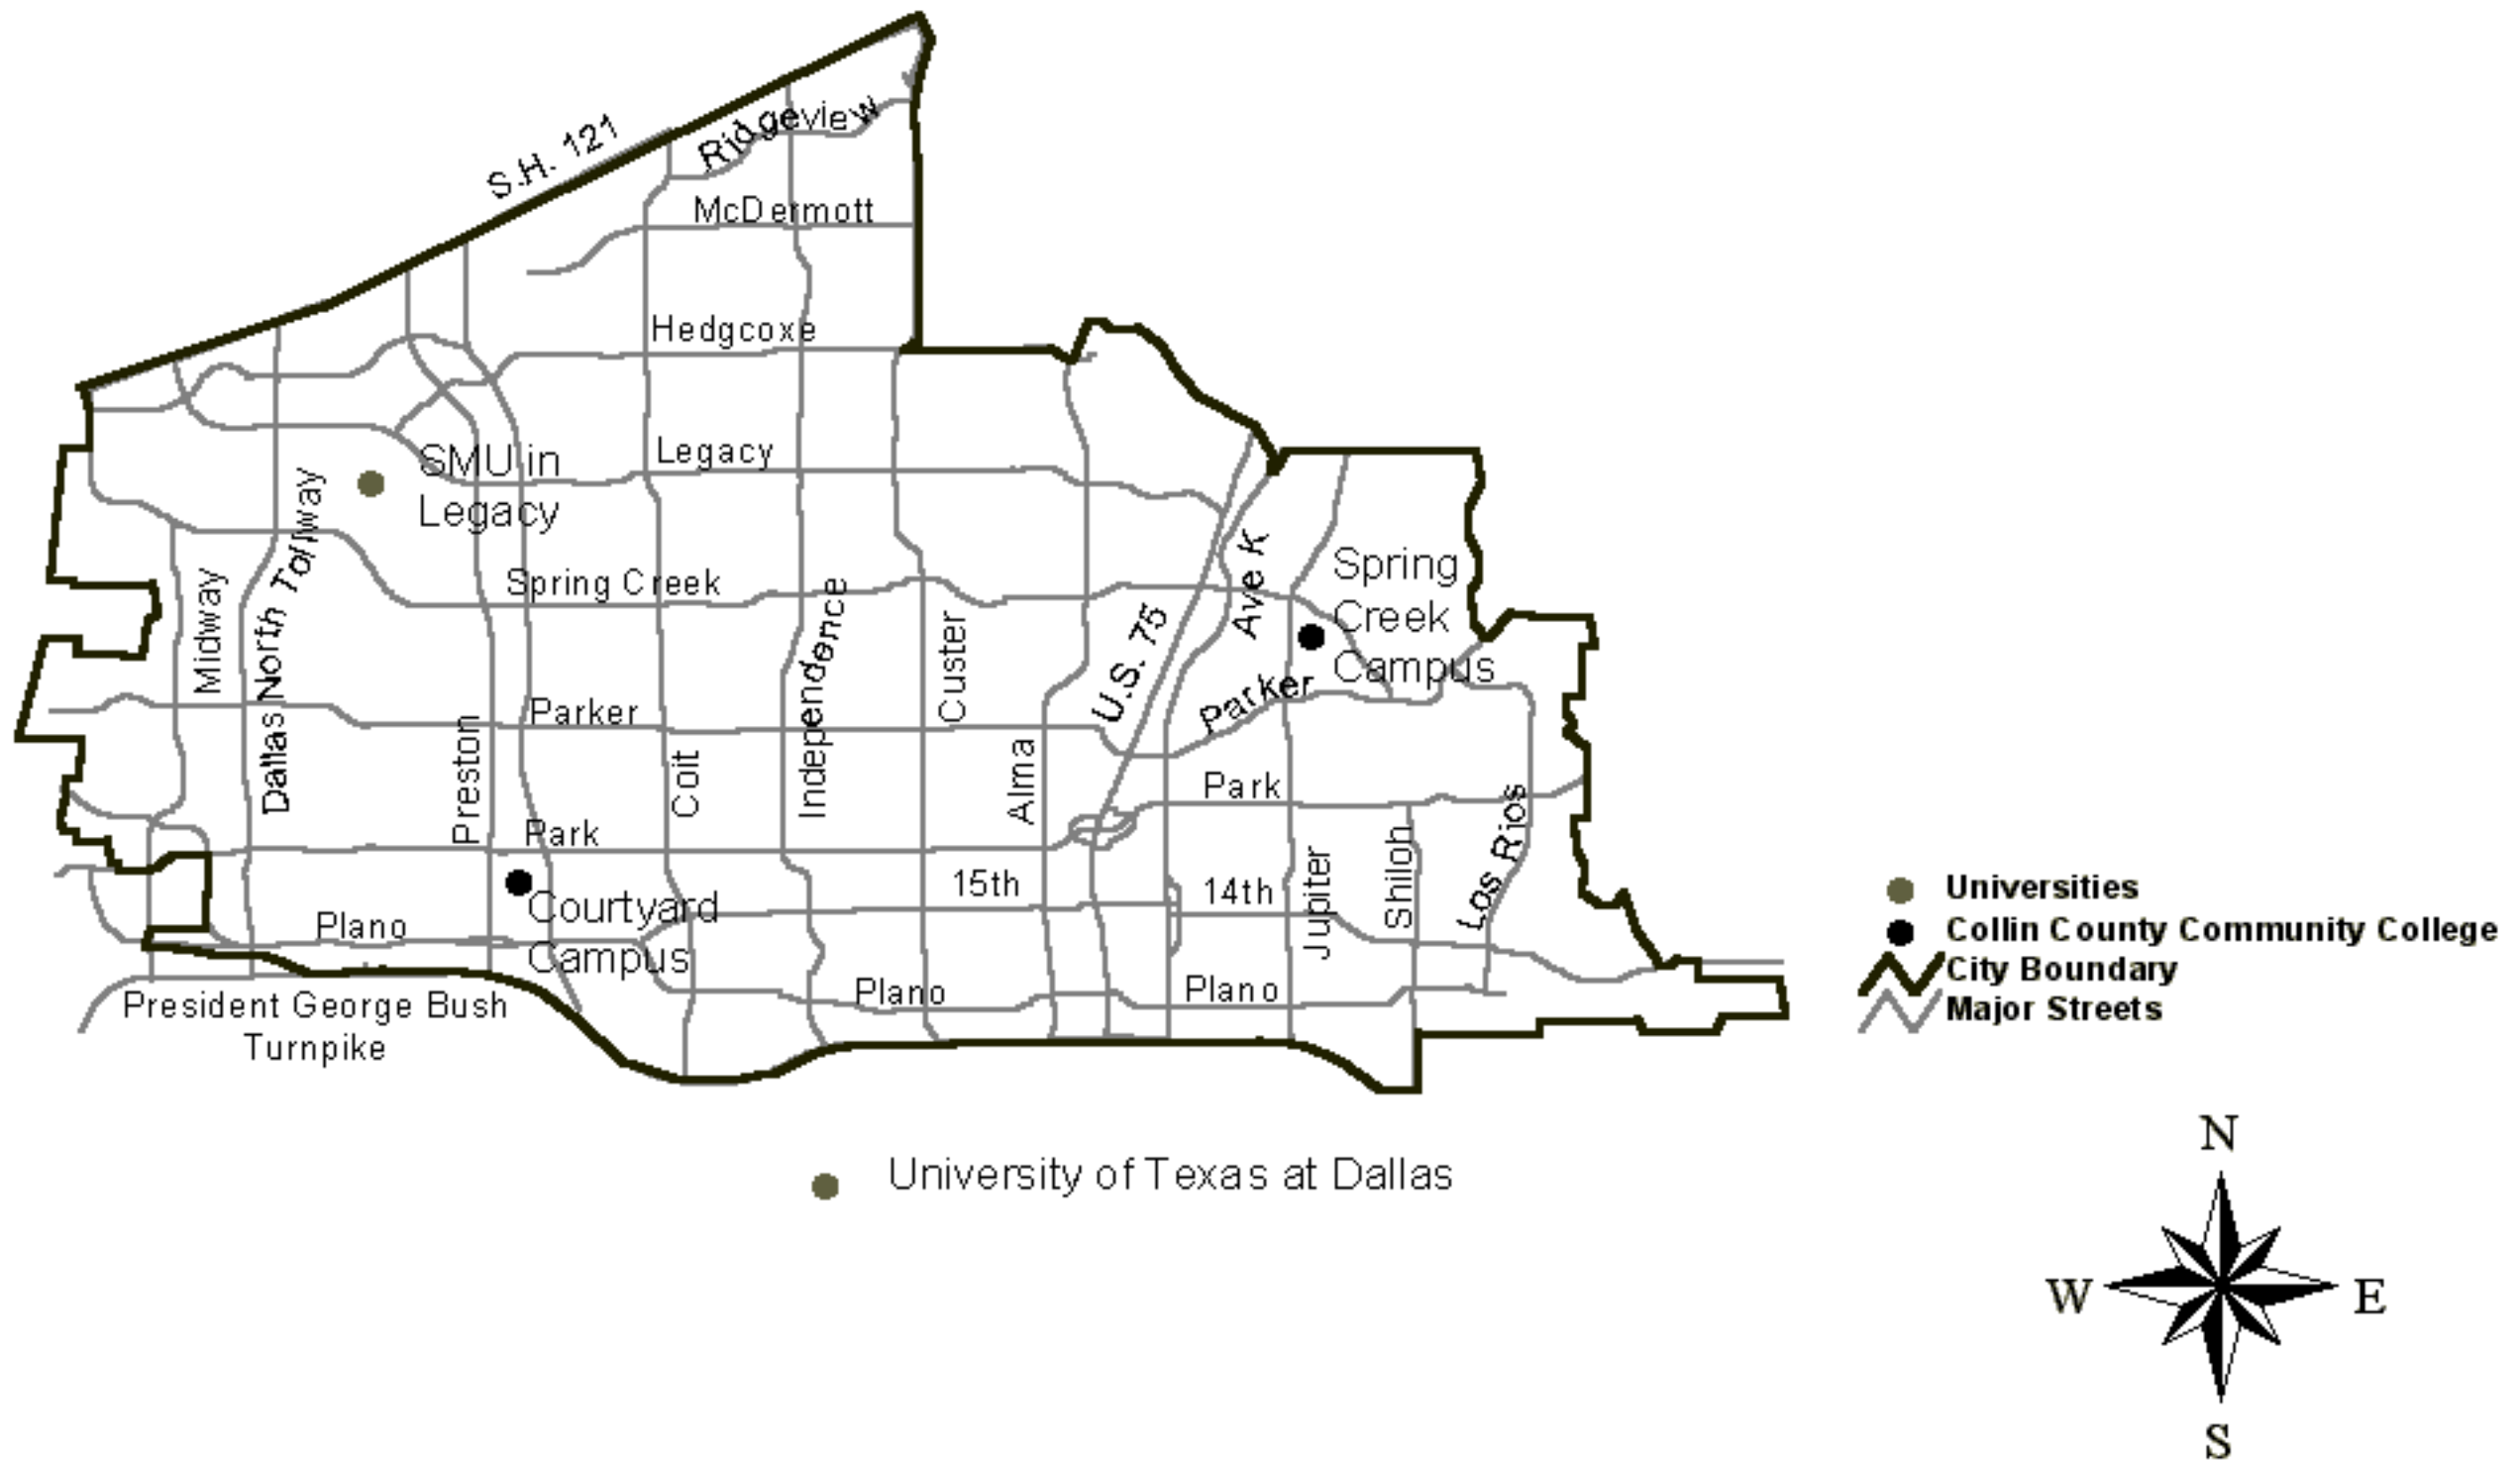 S.H. 121
Ridgeview
McDermott
Hedgcoxe
Legacy
SMU in
Legacy
Spring Creek
Midway
Dallas North Tollway
Independence
Custer
U.S. 75
Ave K
Spring
Creek
Campus
Parker
Parker
Preston
Coit
Alma
Park
Park
15th
14th
Jupiter
Shiloh
Los Rios
Courtyard
Campus
Plano
Plano
Plano
President George Bush
Turnpike
Universities
Collin County Community College
City Boundary
Major Streets
University of Texas at Dallas
N
W
E
S